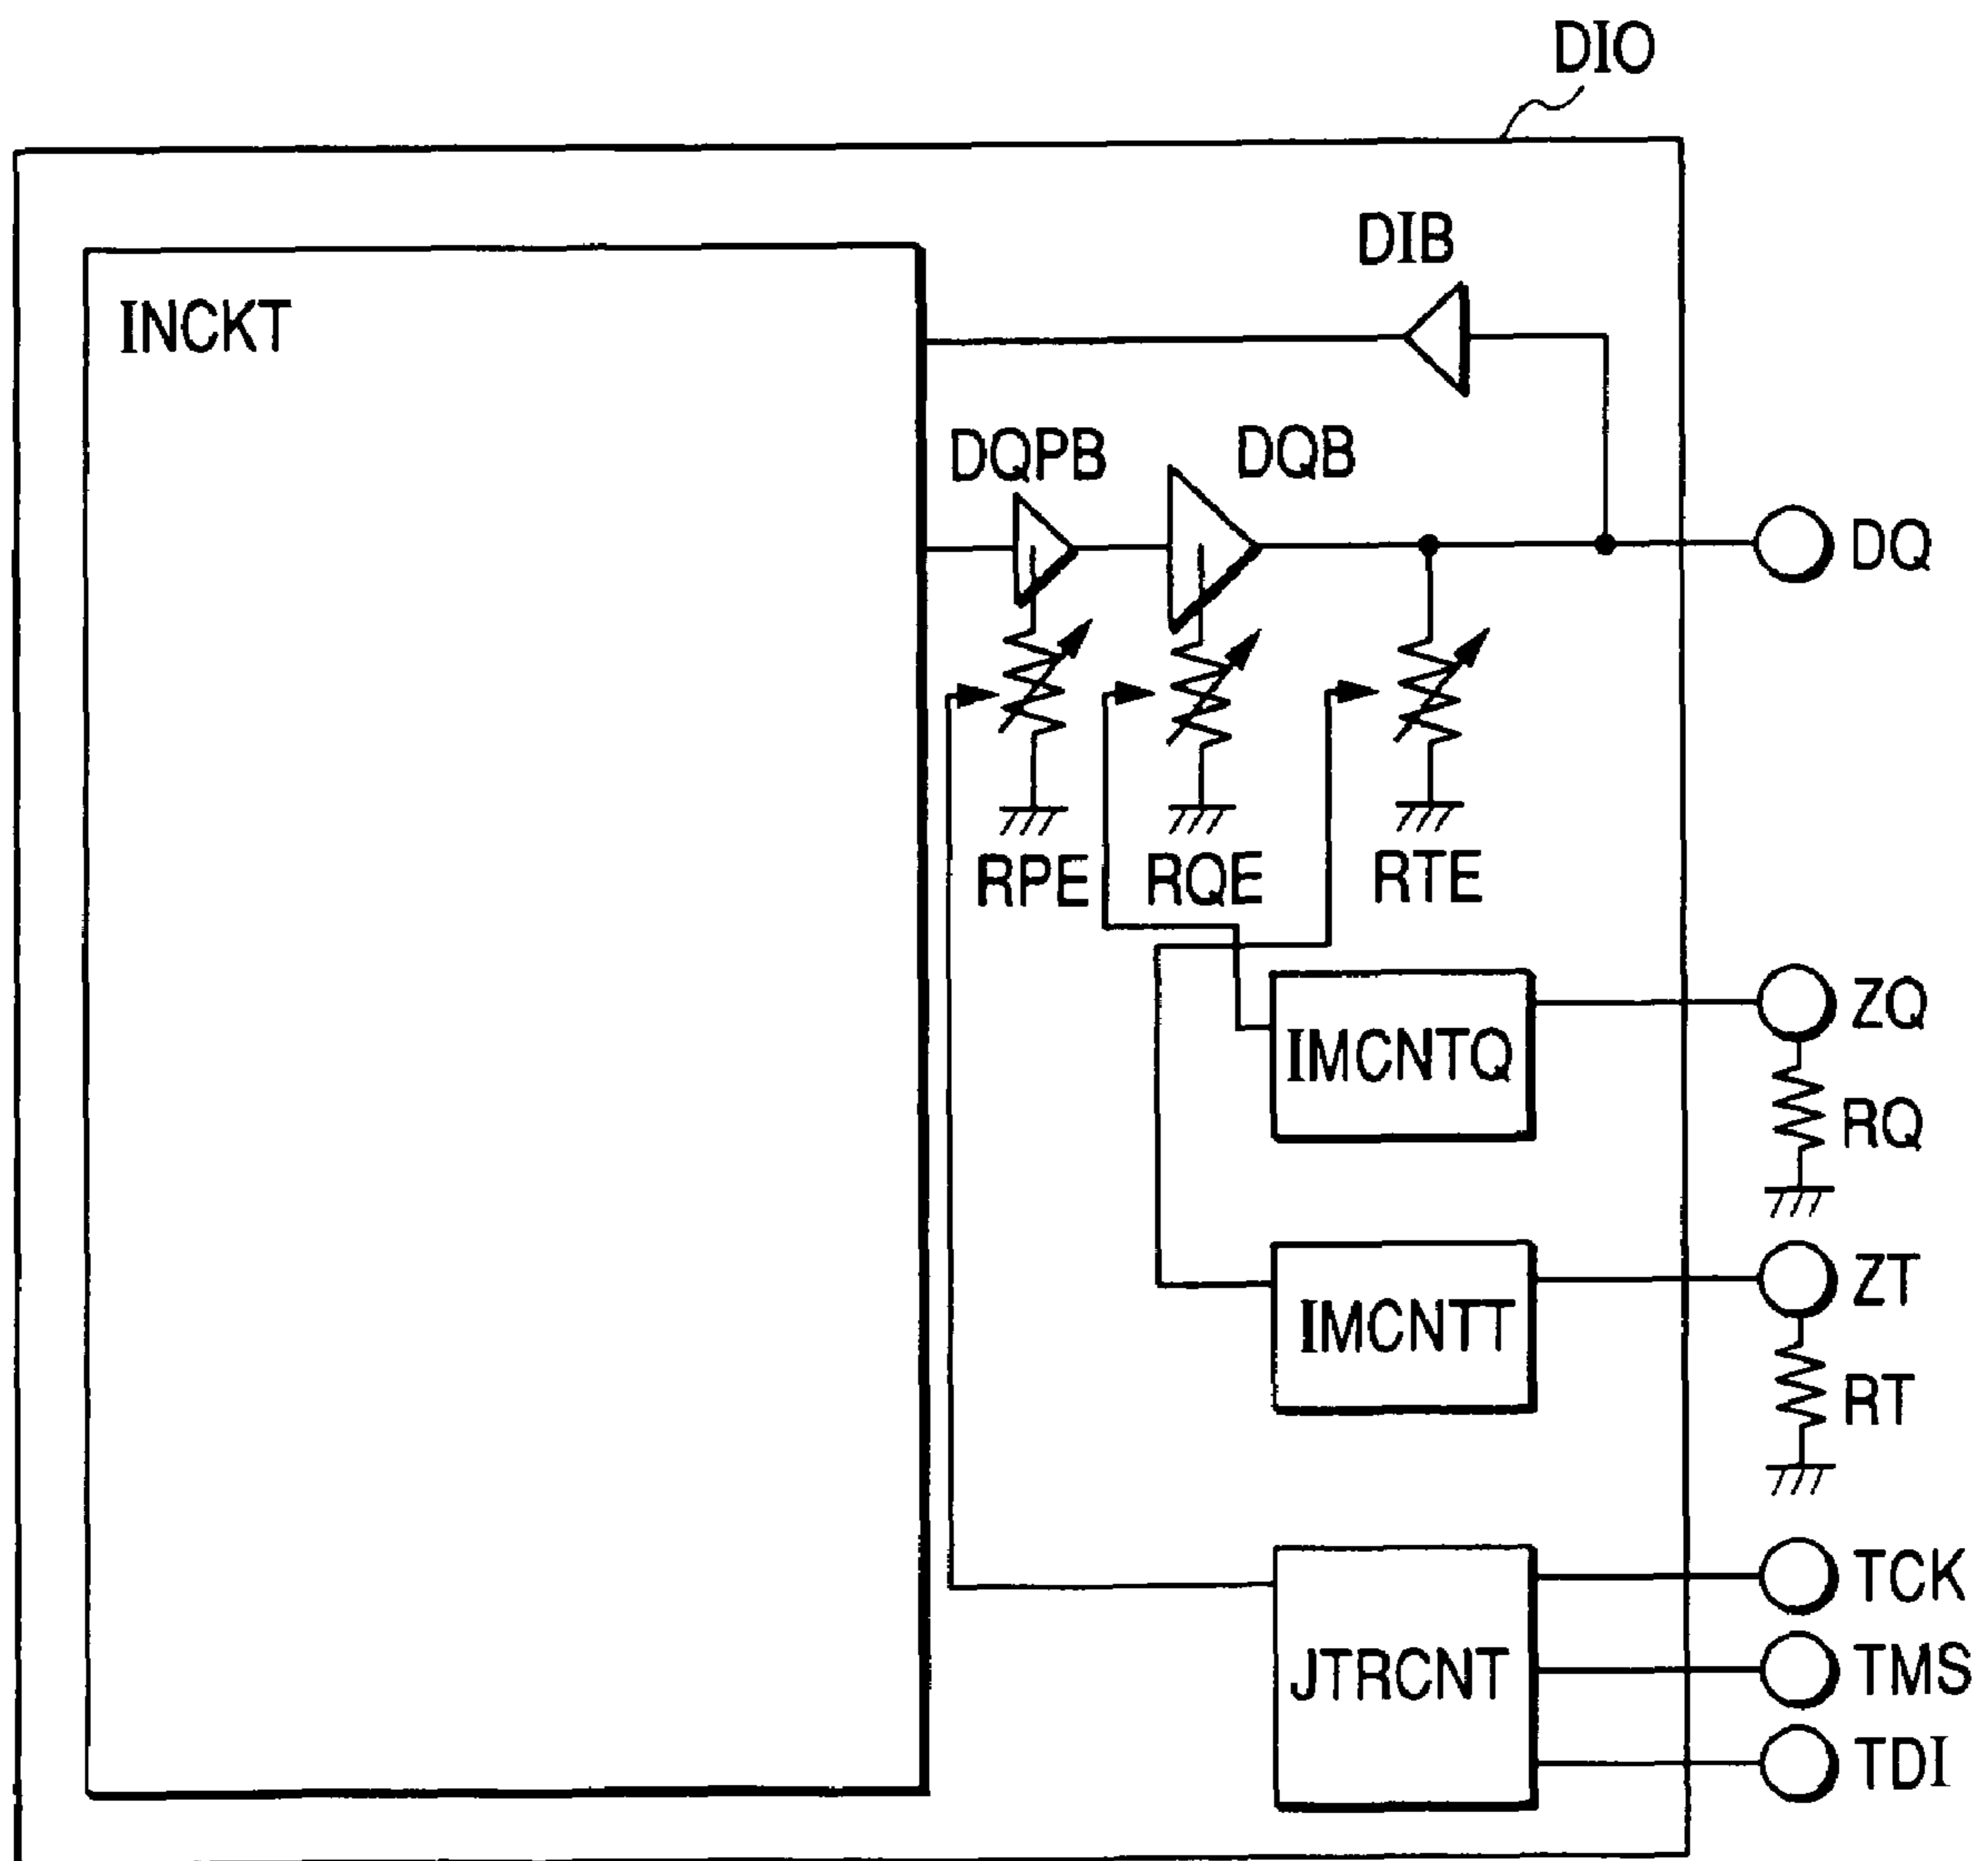 DIO
DIB
INCKT
DQPB
DQB
DQ
RPE
RQE
RTE
ZQ
IMCNTQ
RQ
ZT
IMCNTT
RT
TCK
JTRCNT
TMS
TDI